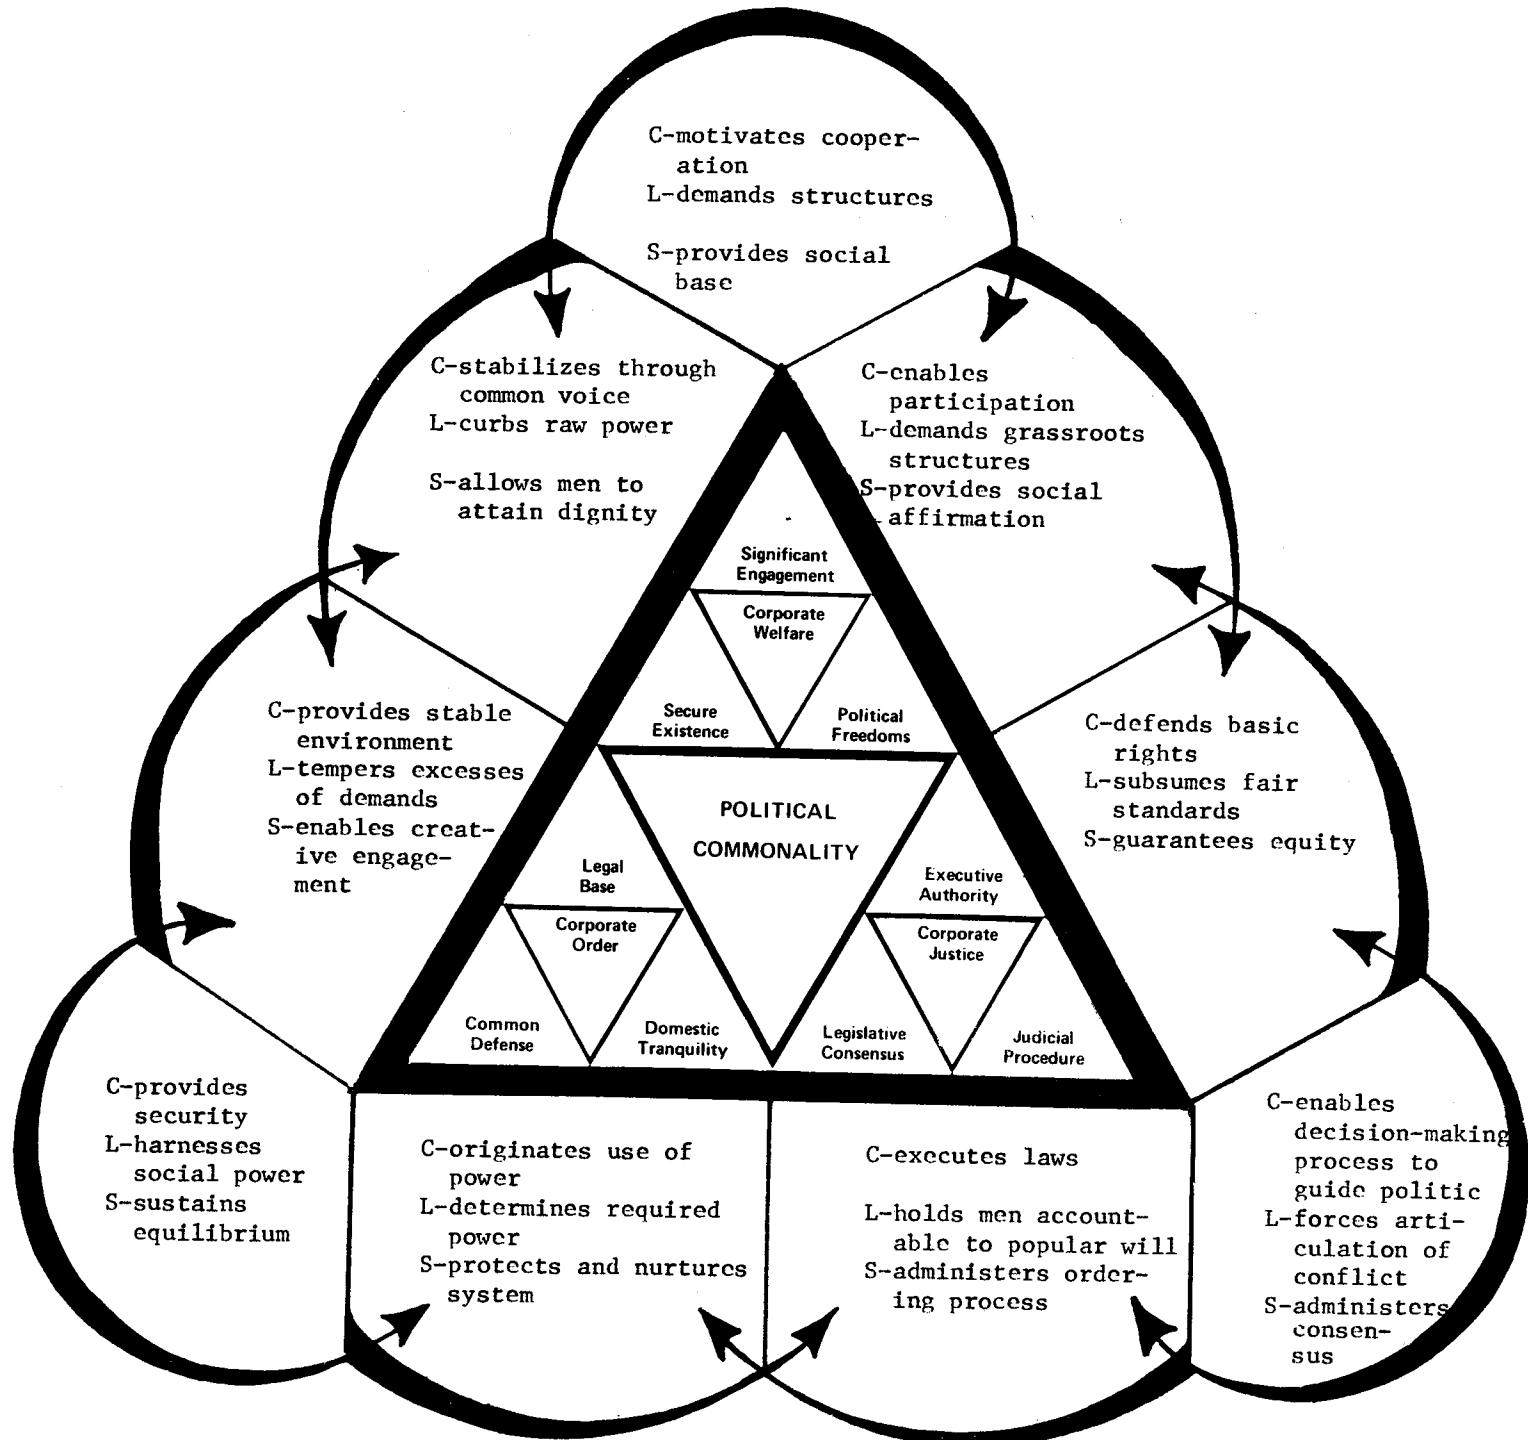 C-motivates cooper-
ation
L-demands structures
S-provides social
base
C-stabilizes through
common voice
L-curbs raw power
S-allows men to
attain dignity
C-enables
participation
L-demands grassroots
structures
S-provides social
affirmation
Significant
Engagement
Corporate
Welfare
Secure
Existence
Political
Freedoms
C-provides stable
environment
L-tempers excesses
of demands
S-enables creat-
ive engage-
ment
C-defends basic
rights
L-subsumes fair
standards
S-guarantees equity
POLITICAL
COMMONALITY
Legal
Base
Corporate
Order
Common
Defense
Domestic
Tranquility
Executive
Authority
Corporate
Justice
Legislative
Consensus
Judicial
Procedure
C-provides
security
L-harnesses
social power
S-sustains
equilibrium
C-originates use of
power
L-determines required
power
S-protects and nurtures
system
C-executes laws
L-holds men account-
able to popular will
S-administers order-
ing process
C-enables
decision-making
process to
guide politic
L-forces arti-
culation of
conflict
S-administers
consen-
sus